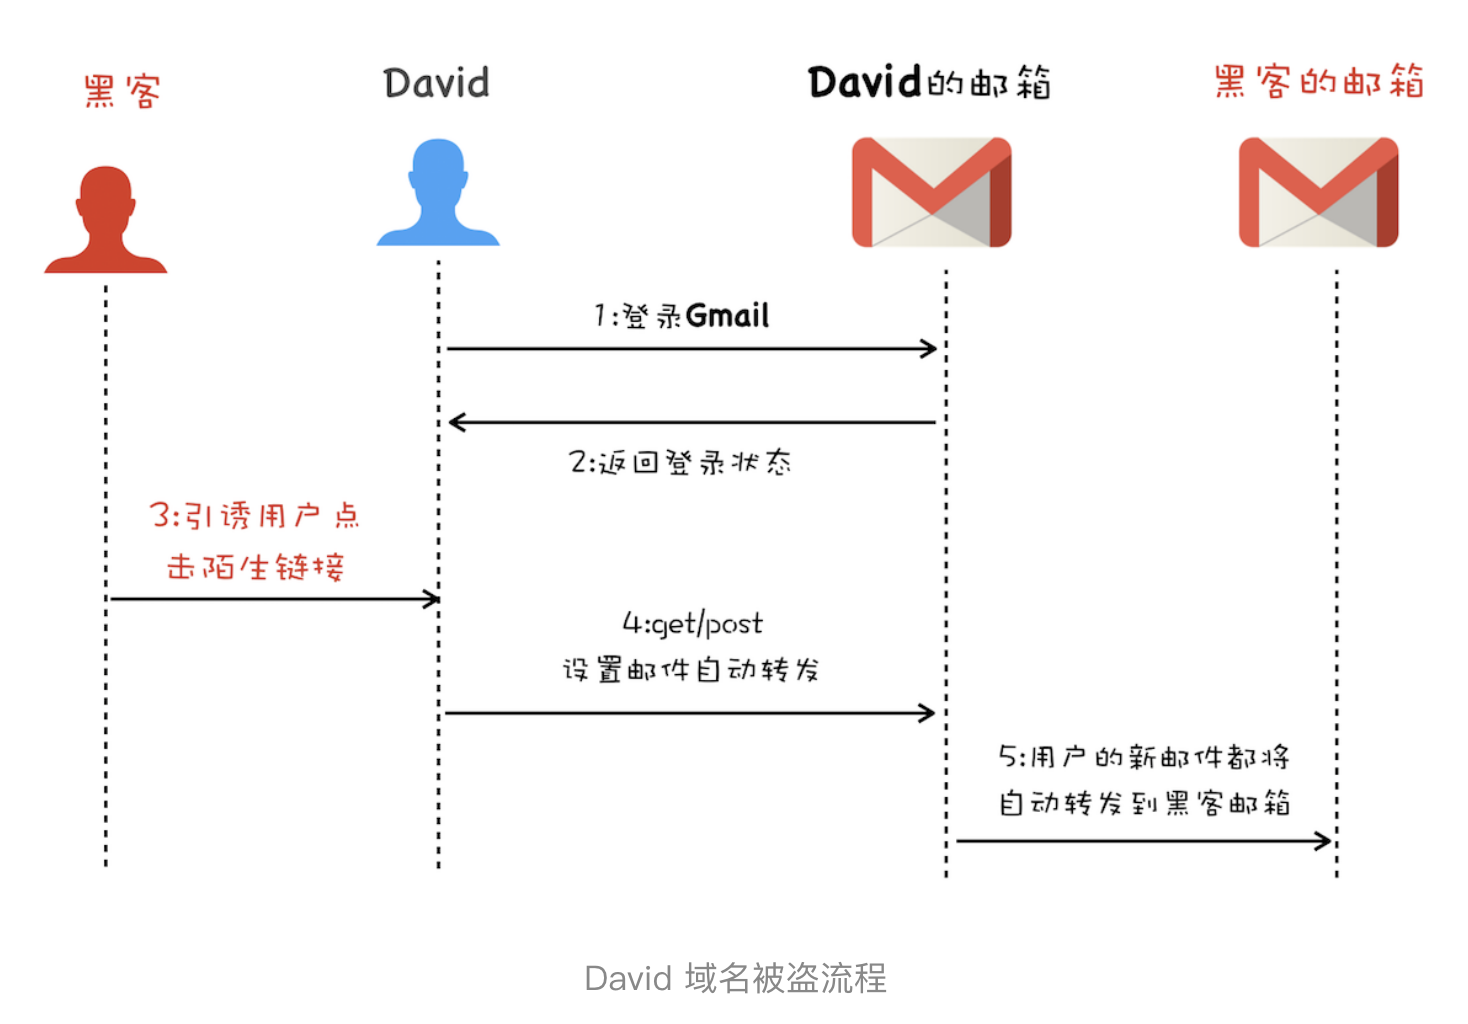 黑客
David
David的邮箱
黑客的邮箱
1:登录Gmail
2:返回登录状态
3:引诱用户点
击陌生链接
4:get/post
设置邮件自动转发
5:用户的新邮件都将
自动转发到黑客邮箱
David 域名被盗流程